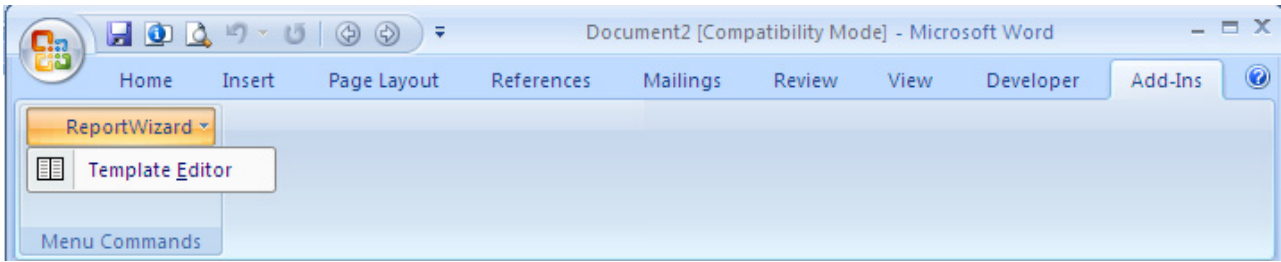 Document2 [Compatibility Mode] - Microsoft Word
Home Insert Page Layout References Mailings Review View Developer Add-Ins
ReportWizard
Template Editor
Menu Commands